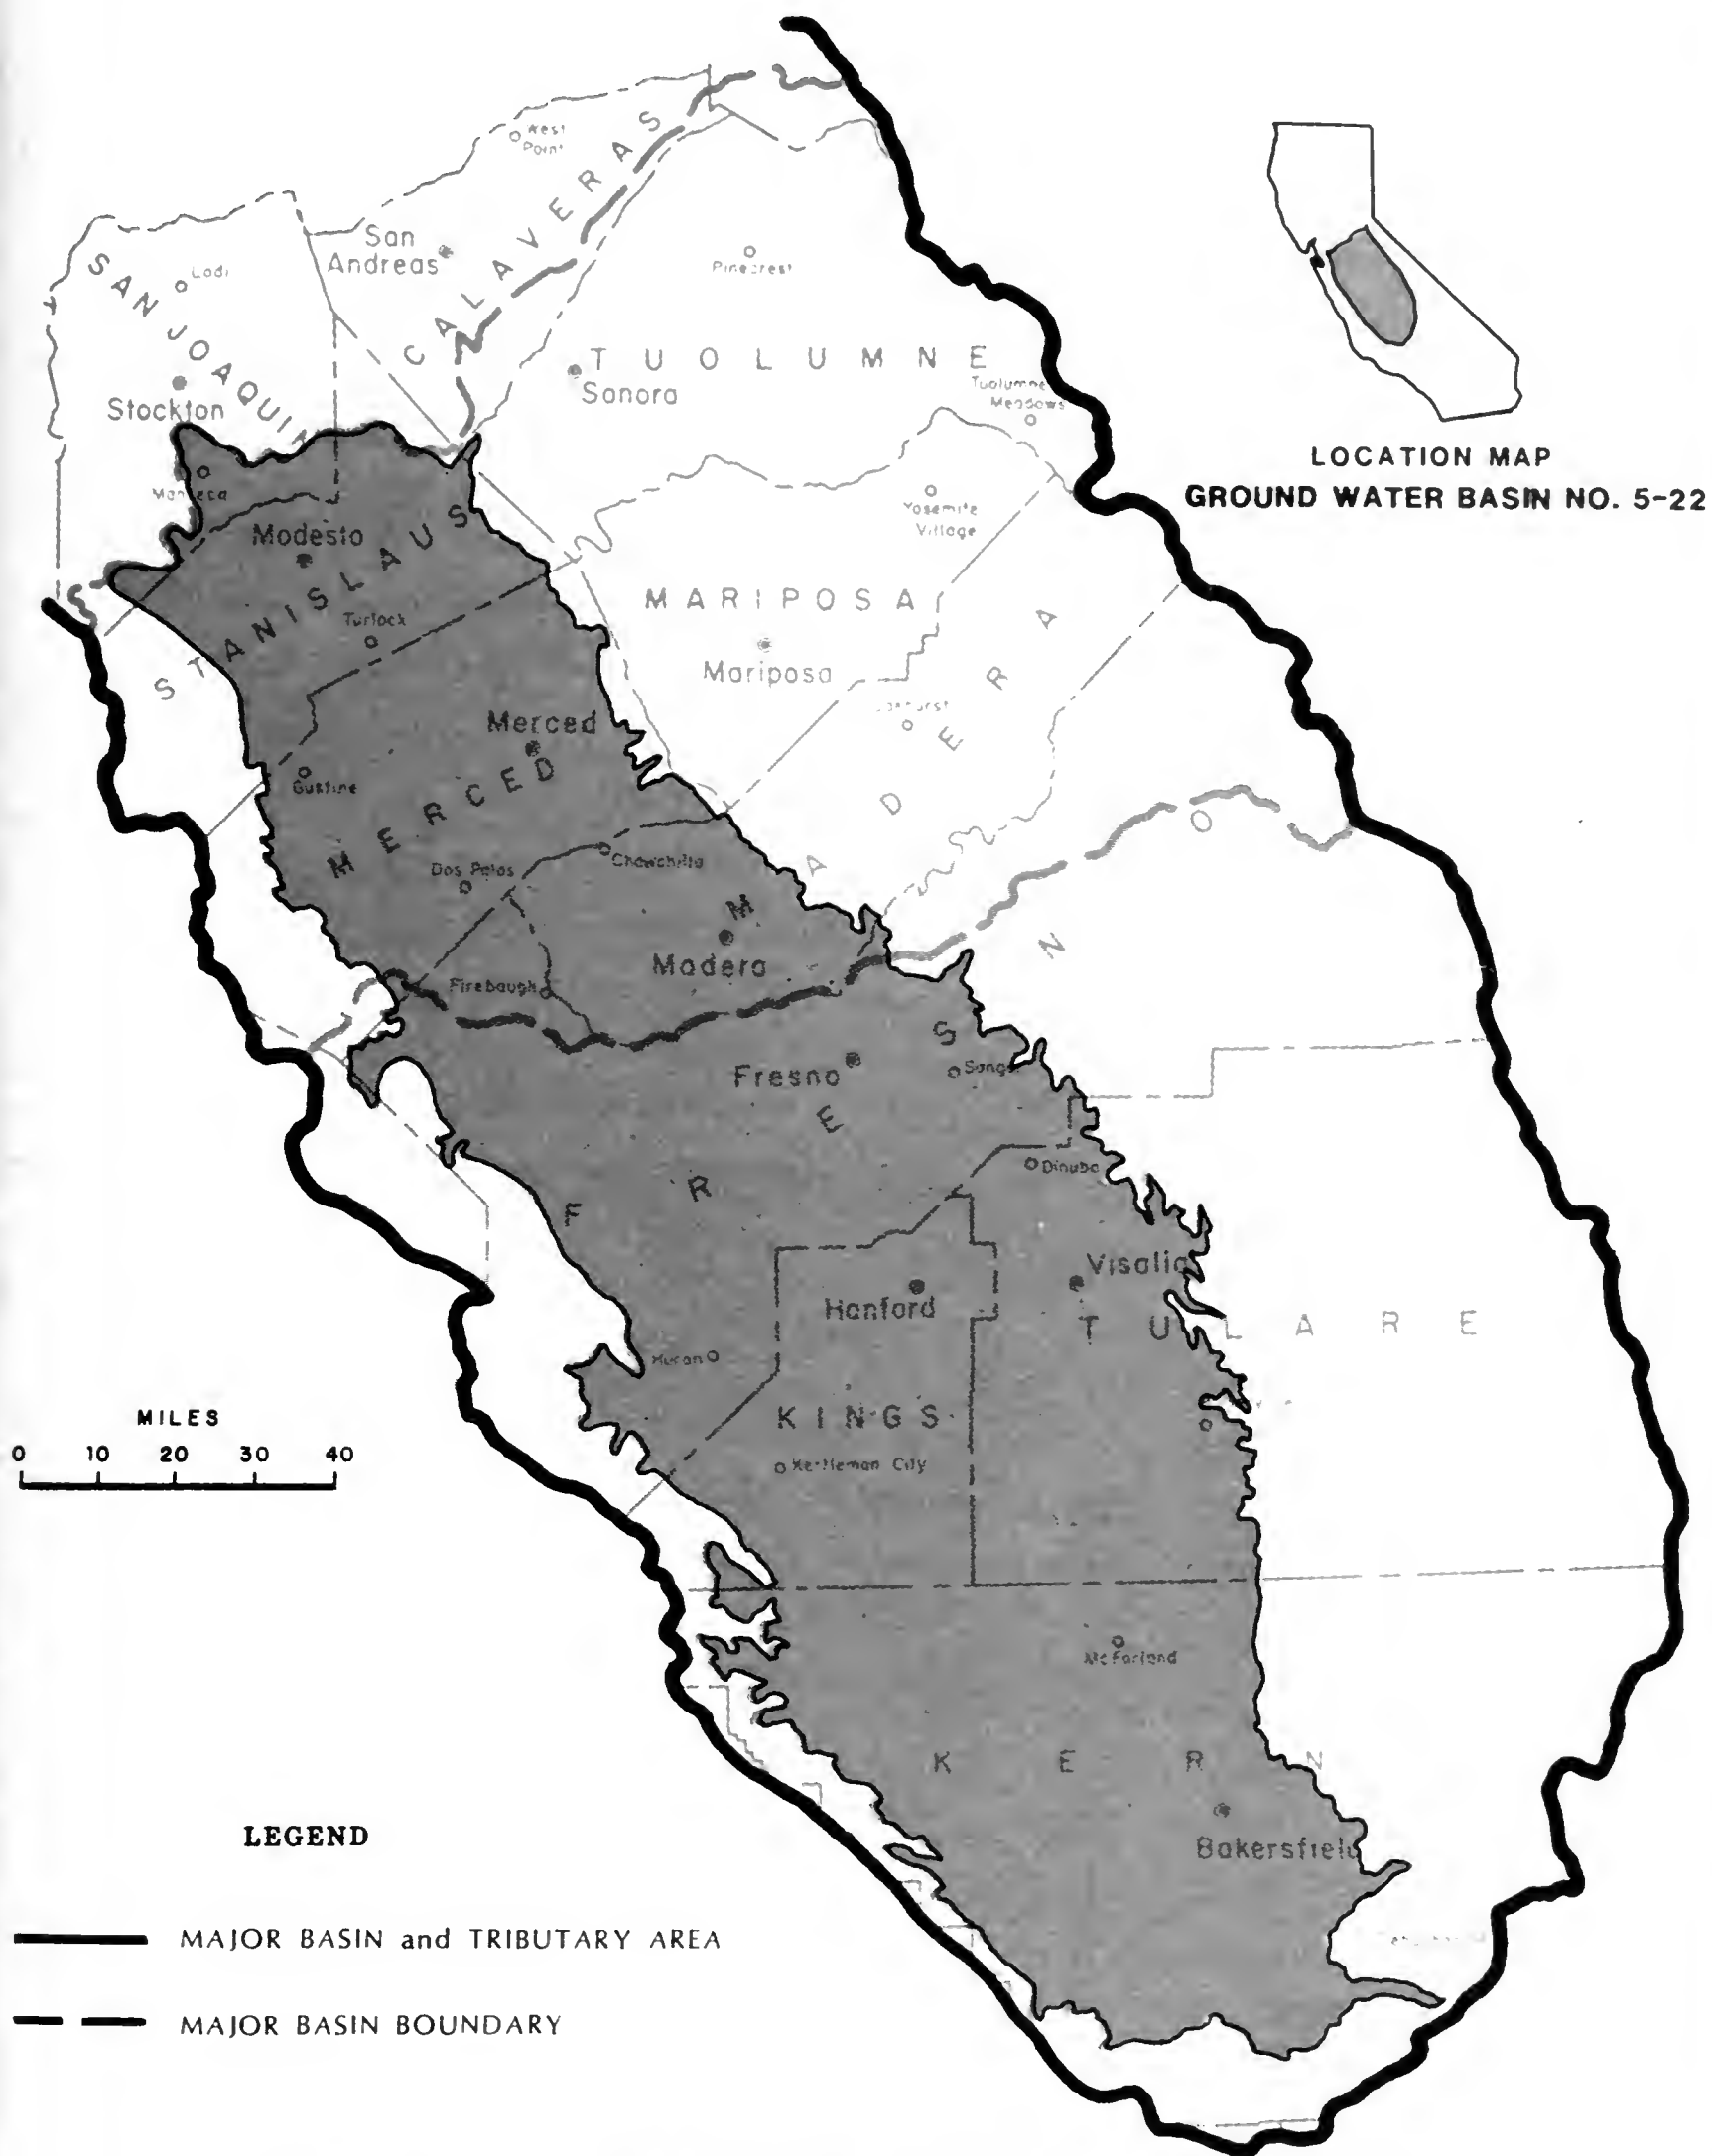 West
Point
CALAVERAS
San
Andreas
SAN JOAQUIN
Lodi
Pinecrest
TUOLUMNE
Sonora
Tuolumne
Meadows
Stockton
LOCATION MAP
GROUND WATER BASIN NO. 5-22
Manteca
Yosemite
Village
Modesto
STANISLAUS
Turlock
MARIPOSA
Mariposa
MADERA
Merced
MERCED
Gustine
Chowchilla
Dos Palos
Madera
Firebaugh
FRESNO
Fresno
Dinuba
Visalia
Hanford
TULARE
Huron
KINGS
Kettleman City
MILES
0 10 20 30 40
McFarland
KERN
Bakersfield
LEGEND
MAJOR BASIN and TRIBUTARY AREA
MAJOR BASIN BOUNDARY